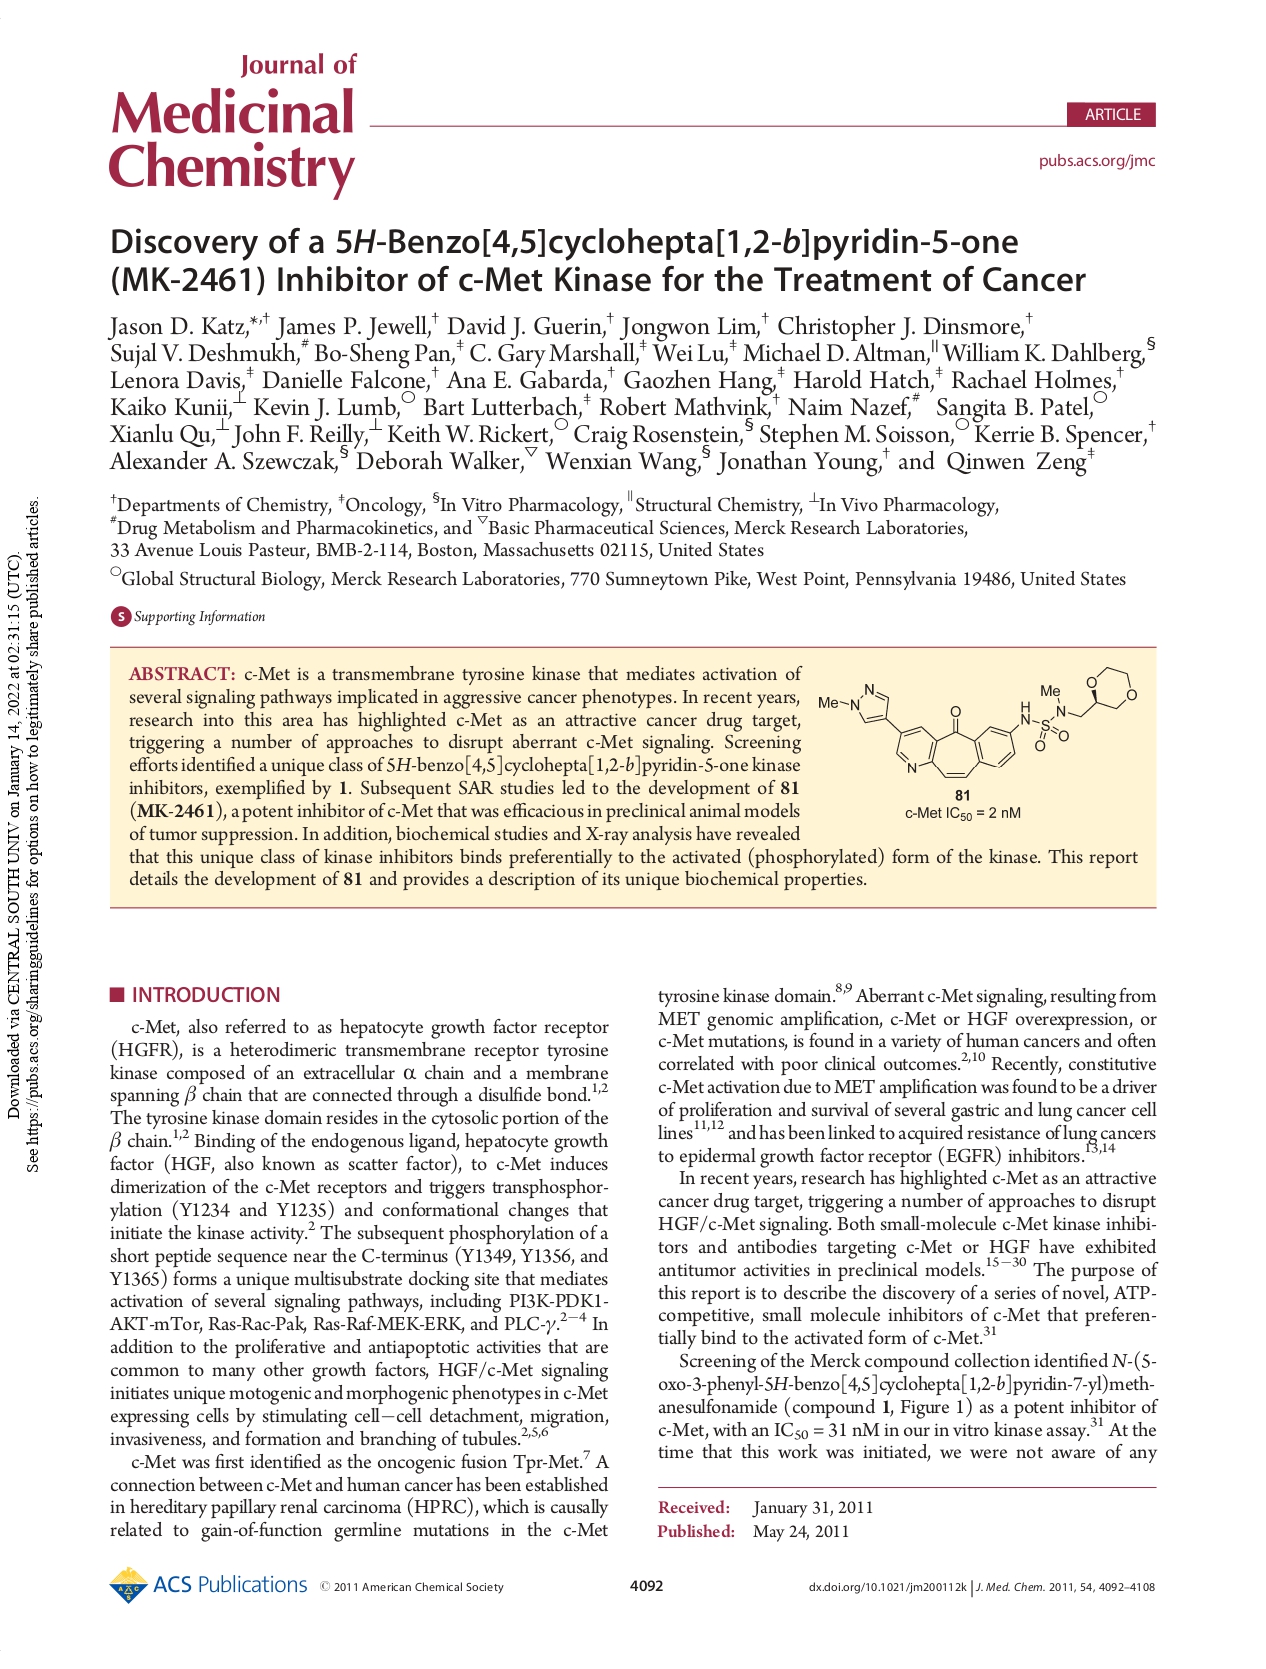 Journal of
Medicinal
Chemistry
ARTICLE
pubs.acs.org/jmc
Discovery of a 5H-Benzo[4,5]cyclohepta[1,2-b]pyridin-5-one
(MK-2461) Inhibitor of c-Met Kinase for the Treatment of Cancer
Jason D. Katz,*,† James P. Jewell,† David J. Guerin,† Jongwon Lim,† Christopher J. Dinsmore,†
Sujal V. Deshmukh,# Bo-Sheng Pan,‡ C. Gary Marshall,‡ Wei Lu,‡ Michael D. Altman,|| William K. Dahlberg,§
Lenora Davis,‡ Danielle Falcone,† Ana E. Gabarda,† Gaozhen Hang,‡ Harold Hatch,‡ Rachael Holmes,†
Kaiko Kunii,⊥ Kevin J. Lumb,○ Bart Lutterbach,‡ Robert Mathvink,† Naim Nazef,# Sangita B. Patel,○
Xianlu Qu,⊥ John F. Reilly,⊥ Keith W. Rickert,○ Craig Rosenstein,§ Stephen M. Soisson,○ Kerrie B. Spencer,†
Alexander A. Szewczak,§ Deborah Walker,▽ Wenxian Wang,§ Jonathan Young,† and Qinwen Zeng‡
†Departments of Chemistry, ‡Oncology, §In Vitro Pharmacology, ||Structural Chemistry, ⊥In Vivo Pharmacology,
#Drug Metabolism and Pharmacokinetics, and ▽Basic Pharmaceutical Sciences, Merck Research Laboratories,
33 Avenue Louis Pasteur, BMB-2-114, Boston, Massachusetts 02115, United States
○Global Structural Biology, Merck Research Laboratories, 770 Sumneytown Pike, West Point, Pennsylvania 19486, United States
S Supporting Information
ABSTRACT: c-Met is a transmembrane tyrosine kinase that mediates activation of
several signaling pathways implicated in aggressive cancer phenotypes. In recent years,
research into this area has highlighted c-Met as an attractive cancer drug target,
triggering a number of approaches to disrupt aberrant c-Met signaling. Screening
efforts identified a unique class of 5H-benzo[4,5]cyclohepta[1,2-b]pyridin-5-one kinase
inhibitors, exemplified by 1. Subsequent SAR studies led to the development of 81
(MK-2461), a potent inhibitor of c-Met that was efficacious in preclinical animal models
of tumor suppression. In addition, biochemical studies and X-ray analysis have revealed
that this unique class of kinase inhibitors binds preferentially to the activated (phosphorylated) form of the kinase. This report
details the development of 81 and provides a description of its unique biochemical properties.
Me N N O N H N S O O Me N O O
81
c-Met IC50 = 2 nM
INTRODUCTION
c-Met, also referred to as hepatocyte growth factor receptor
(HGFR), is a heterodimeric transmembrane receptor tyrosine
kinase composed of an extracellular α chain and a membrane
spanning β chain that are connected through a disulfide bond.1,2
The tyrosine kinase domain resides in the cytosolic portion of the
β chain.1,2 Binding of the endogenous ligand, hepatocyte growth
factor (HGF, also known as scatter factor), to c-Met induces
dimerization of the c-Met receptors and triggers transphosphor-
ylation (Y1234 and Y1235) and conformational changes that
initiate the kinase activity.2 The subsequent phosphorylation of a
short peptide sequence near the C-terminus (Y1349, Y1356, and
Y1365) forms a unique multisubstrate docking site that mediates
activation of several signaling pathways, including PI3K-PDK1-
AKT-mTor, Ras-Rac-Pak, Ras-Raf-MEK-ERK, and PLC-γ.2−4 In
addition to the proliferative and antiapoptotic activities that are
common to many other growth factors, HGF/c-Met signaling
initiates unique motogenic and morphogenic phenotypes in c-Met
expressing cells by stimulating cell−cell detachment, migration,
invasiveness, and formation and branching of tubules.2,5,6
c-Met was first identified as the oncogenic fusion Tpr-Met.7 A
connection between c-Met and human cancer has been established
in hereditary papillary renal carcinoma (HPRC), which is causally
related to gain-of-function germline mutations in the c-Met
tyrosine kinase domain.8,9 Aberrant c-Met signaling, resulting from
MET genomic amplification, c-Met or HGF overexpression, or
c-Met mutations, is found in a variety of human cancers and often
correlated with poor clinical outcomes.2,10 Recently, constitutive
c-Met activation due to MET amplification was found to be a driver
of proliferation and survival of several gastric and lung cancer cell
lines11,12 and has been linked to acquired resistance of lung cancers
to epidermal growth factor receptor (EGFR) inhibitors.13,14
In recent years, research has highlighted c-Met as an attractive
cancer drug target, triggering a number of approaches to disrupt
HGF/c-Met signaling. Both small-molecule c-Met kinase inhibi-
tors and antibodies targeting c-Met or HGF have exhibited
antitumor activities in preclinical models.15−30 The purpose of
this report is to describe the discovery of a series of novel, ATP-
competitive, small molecule inhibitors of c-Met that preferen-
tially bind to the activated form of c-Met.31
Screening of the Merck compound collection identified N-(5-
oxo-3-phenyl-5H-benzo[4,5]cyclohepta[1,2-b]pyridin-7-yl)meth-
anesulfonamide (compound 1, Figure 1) as a potent inhibitor of
c-Met, with an IC50 = 31 nM in our in vitro kinase assay.31 At the
time that this work was initiated, we were not aware of any
Received: January 31, 2011
Published: May 24, 2011
ACS Publications © 2011 American Chemical Society
4092
dx.doi.org/10.1021/jm200112k | J. Med. Chem. 2011, 54, 4092–4108
Downloaded via CENTRAL SOUTH UNIV on January 14, 2022 at 02:31:15 (UTC).
See https://pubs.acs.org/sharingguidelines for options on how to legitimately share published articles.